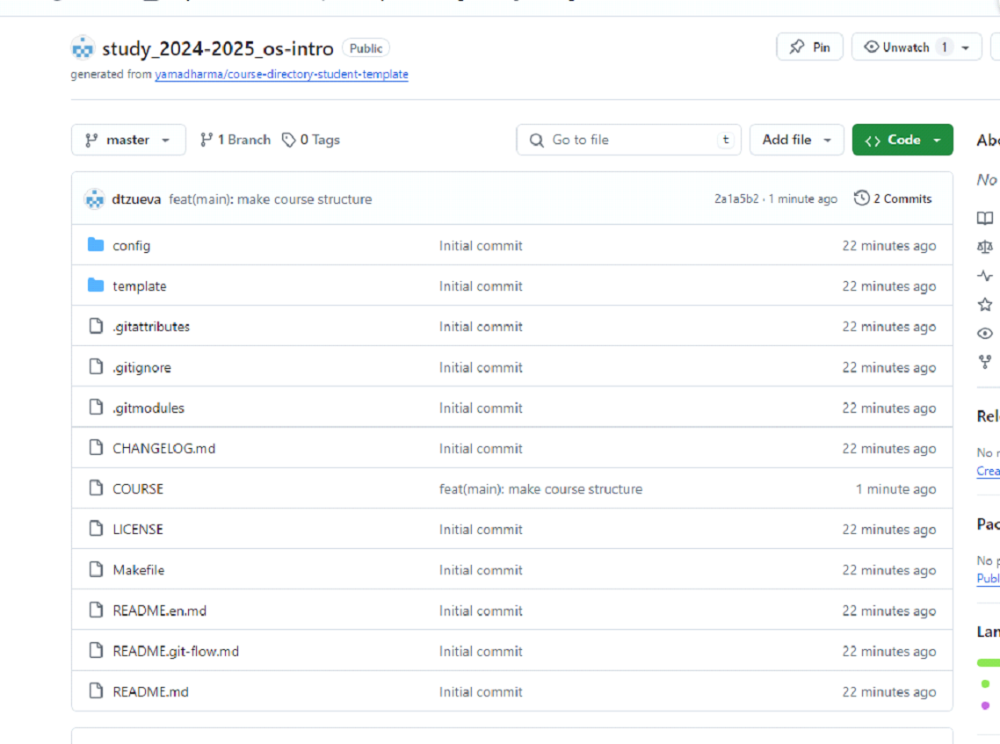 study_2024-2025_os-intro Public Pin Unwatch 1
generated from yamadharma/course-directory-student-template
master 1 Branch 0 Tags Go to file t Add file Code
dtzueva feat(main): make course structure 2a1a5b2 · 1 minute ago 2 Commits
No
config Initial commit 22 minutes ago
template Initial commit 22 minutes ago
.gitattributes Initial commit 22 minutes ago
.gitignore Initial commit 22 minutes ago
.gitmodules Initial commit 22 minutes ago
CHANGELOG.md Initial commit 22 minutes ago
No
COURSE feat(main): make course structure 1 minute ago
LICENSE Initial commit 22 minutes ago
Makefile Initial commit 22 minutes ago
No
README.en.md Initial commit 22 minutes ago
README.git-flow.md Initial commit 22 minutes ago
README.md Initial commit 22 minutes ago